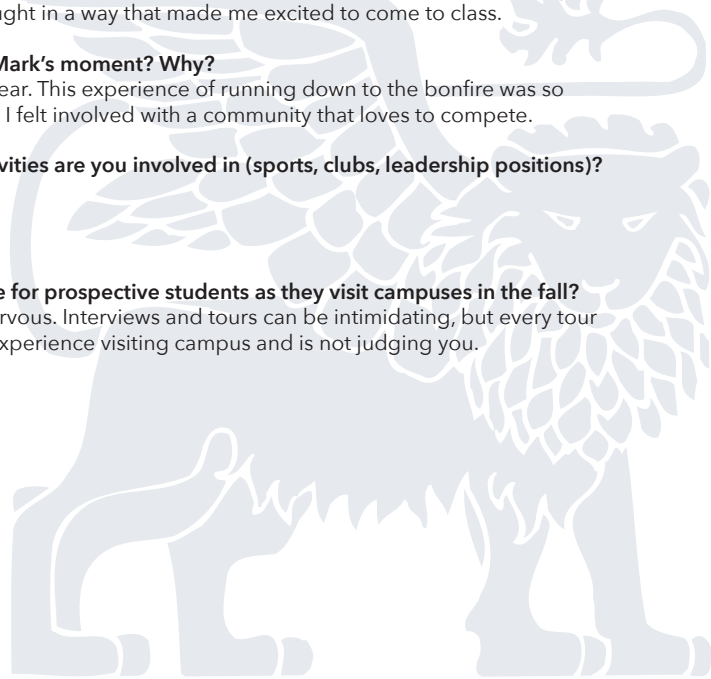 ught in a way that made me excited to come to class.
Mark’s moment? Why?
ear. This experience of running down to the bonfire was so
I felt involved with a community that loves to compete.
vities are you involved in (sports, clubs, leadership positions)?
e for prospective students as they visit campuses in the fall?
rvous. Interviews and tours can be intimidating, but every tour
xperience visiting campus and is not judging you.